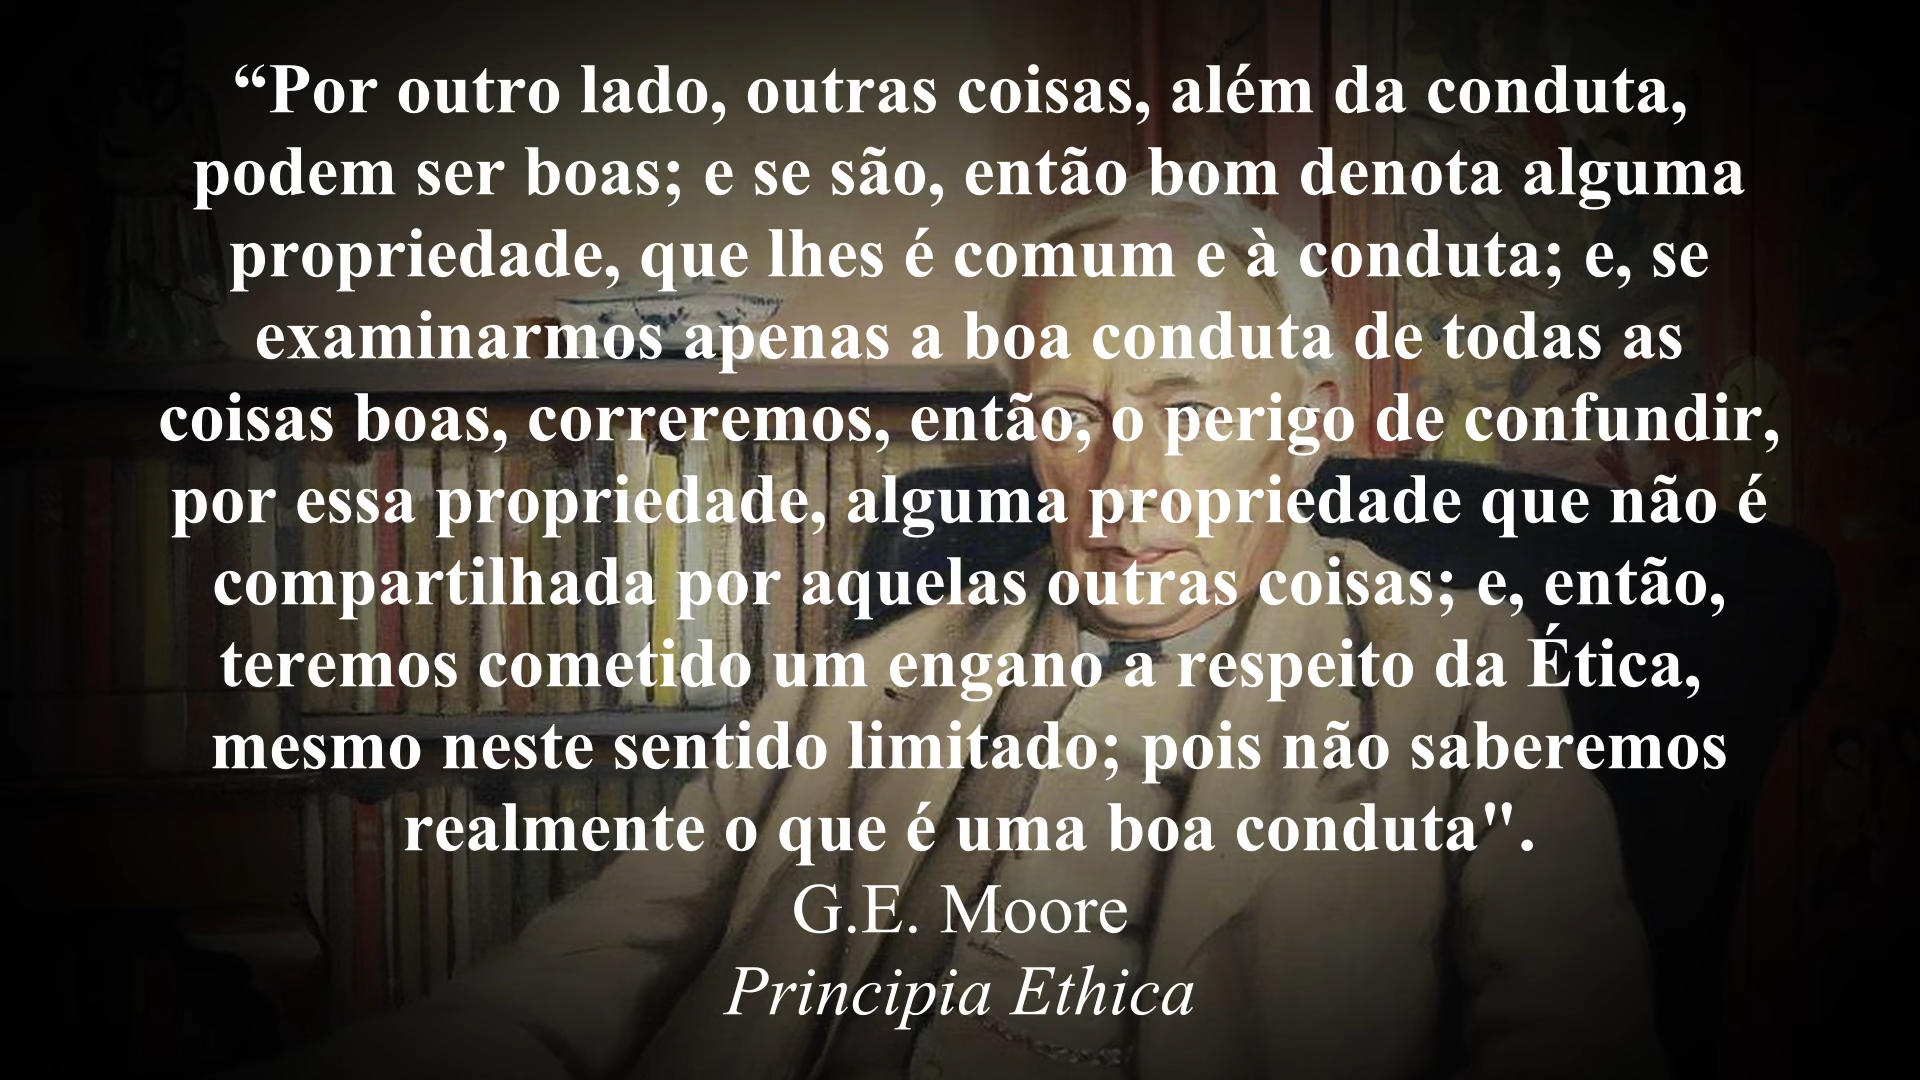 “Por outro lado, outras coisas, além da conduta,
podem ser boas; e se são, então bom denota alguma
propriedade, que lhes é comum e à conduta; e, se
examinarmos apenas a boa conduta de todas as
coisas boas, correremos, então, o perigo de confundir,
por essa propriedade, alguma propriedade que não é
compartilhada por aquelas outras coisas; e, então,
teremos cometido um engano a respeito da Ética,
mesmo neste sentido limitado; pois não saberemos
realmente o que é uma boa conduta".
G.E. Moore
Principia Ethica